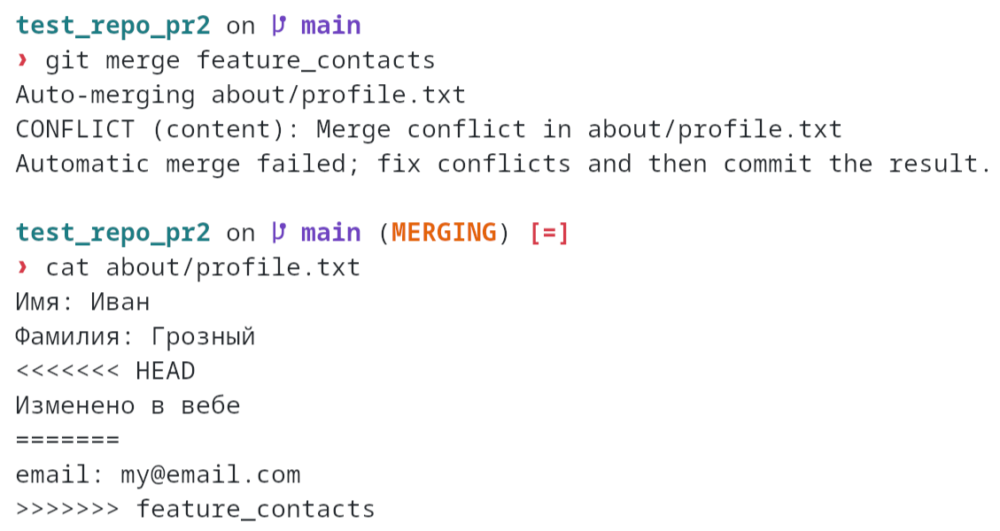 test_repo_pr2 on main
› git merge feature_contacts
Auto-merging about/profile.txt
CONFLICT (content): Merge conflict in about/profile.txt
Automatic merge failed; fix conflicts and then commit the result.
test_repo_pr2 on main (MERGING) [=]
› cat about/profile.txt
Имя: Иван
Фамилия: Грозный
<<<<<<< HEAD
Изменено в вебе
=======
email: my@email.com
>>>>>>> feature_contacts